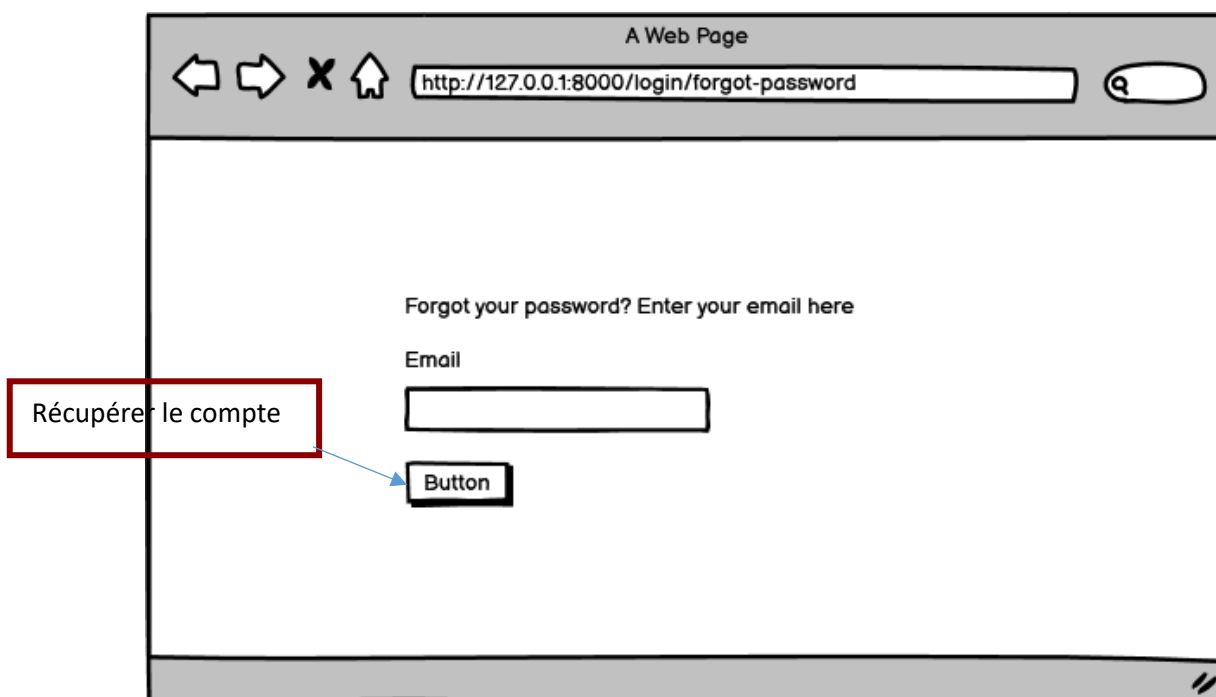 A Web Page
http://127.0.0.1:8000/login/forgot-password
Forgot your password? Enter your email here
Email
Récupérer le compte
Button